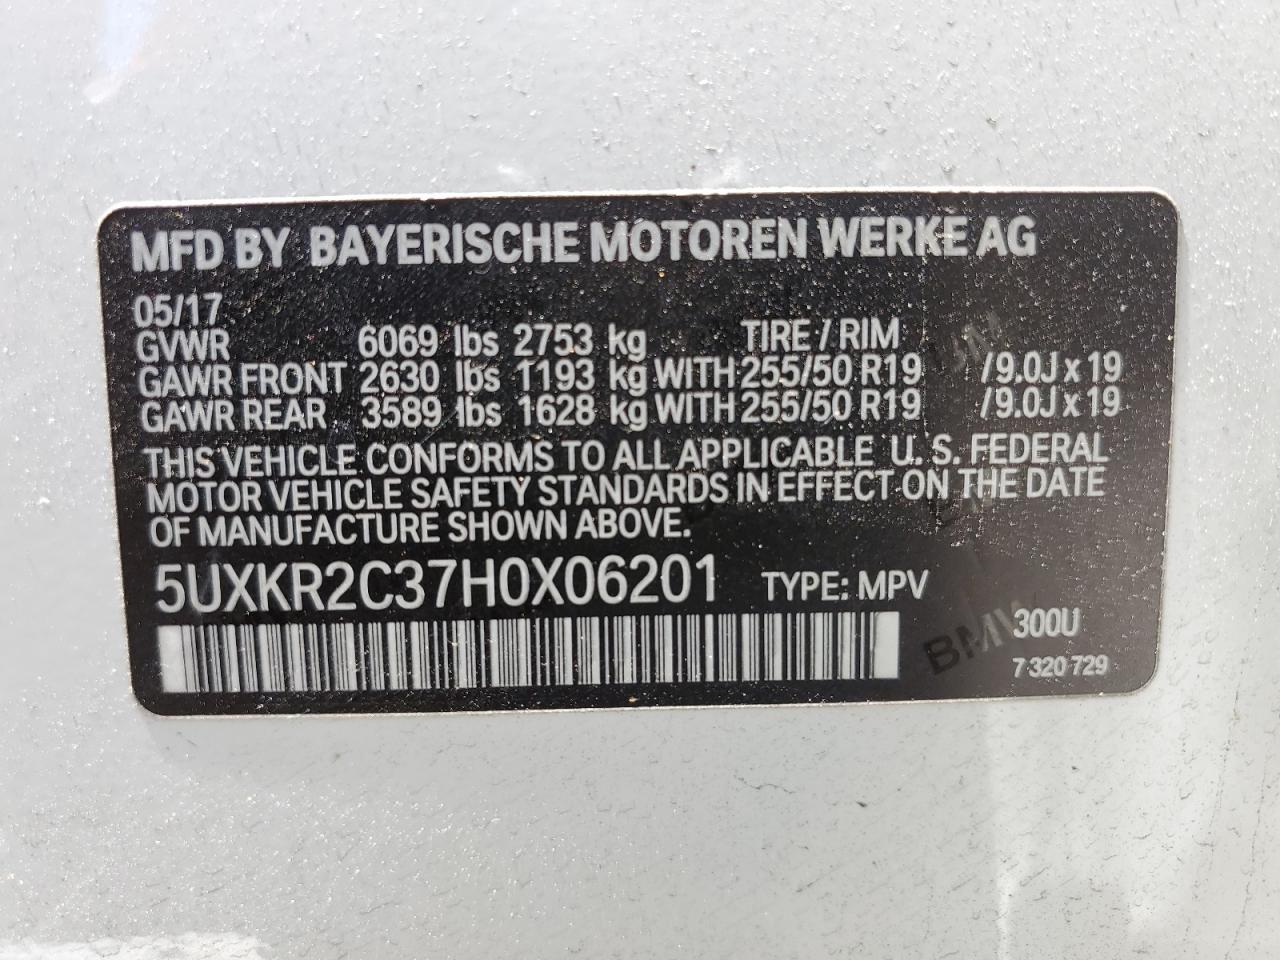 MFD BY BAYERISCHE MOTOREN WERKE AG
05/17
GVWR 6069 lbs 2753 kg TIRE / RIM
GAWR FRONT 2630 lbs 1193 kg WITH 255/50 R19 /9.0J x 19
GAWR REAR 3589 lbs 1628 kg WITH 255/50 R19 /9.0J x 19
THIS VEHICLE CONFORMS TO ALL APPLICABLE U. S. FEDERAL
MOTOR VEHICLE SAFETY STANDARDS IN EFFECT ON THE DATE
OF MANUFACTURE SHOWN ABOVE.
5UXKR2C37H0X06201 TYPE: MPV
BMW 300U
7 320 729